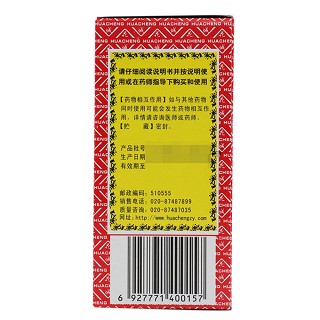 HUACHENG HUACHENG
请仔细阅读说明书并按说明使
用或在药师指导下购买和使用
【药物相互作用】如与其他药物
同时使用可能会发生药物相互作
用，详情请咨询医师或药师。
【贮　藏】密封。
产品批号
生产日期
有效期至
邮政编码：510555
销售电话：020-87487899
质量咨询：020-87487035
网址：http://www.huachengzy.com
6 927771 400157